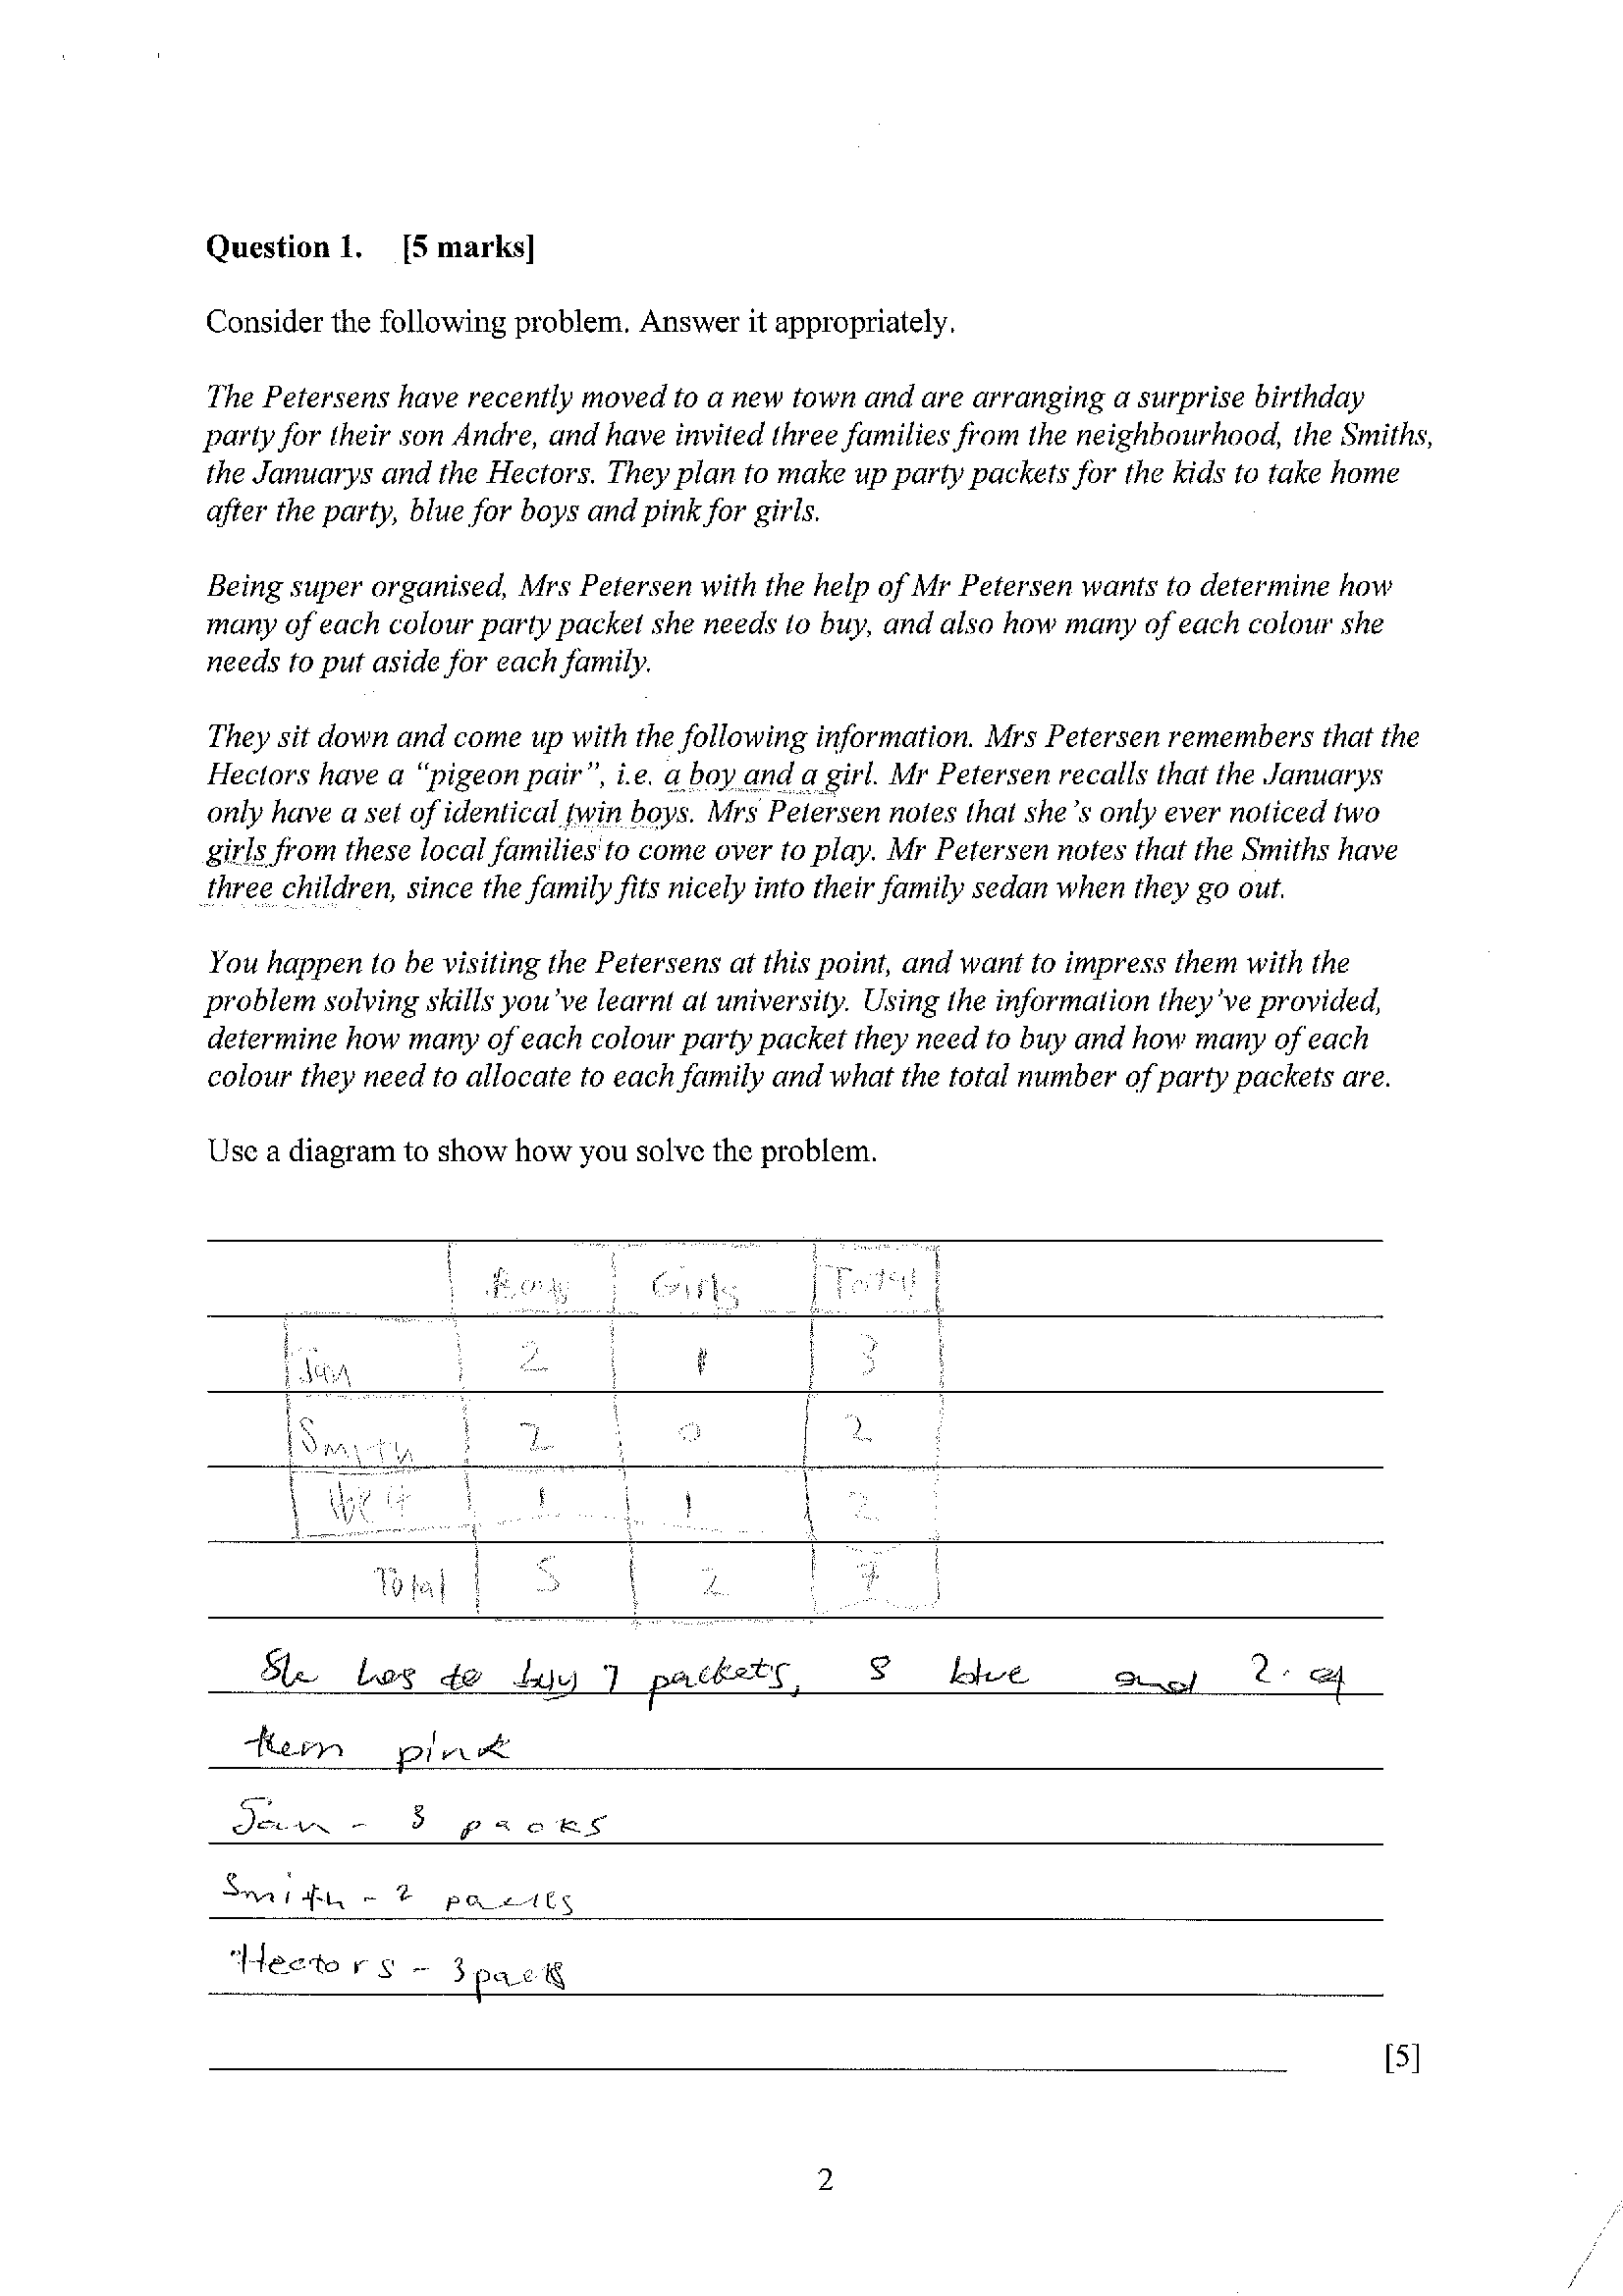 Question 1. [5 marks]
Consider the following problem. Answer it appropriately.
The Petersens have recently moved to a new town and are arranging a surprise birthday
party for their son Andre, and have invited three families from the neighbourhood, the Smiths,
the Januarys and the Hectors. They plan to make up party packets for the kids to take home
after the party, blue for boys and pink for girls.
Being super organised, Mrs Petersen with the help of Mr Petersen wants to determine how
many of each colour party packet she needs to buy, and also how many of each colour she
needs to put aside for each family.
They sit down and come up with the following information. Mrs Petersen remembers that the
Hectors have a “pigeon pair”, i.e. a boy and a girl. Mr Petersen recalls that the Januarys
only have a set of identical twin boys. Mrs Petersen notes that she’s only ever noticed two
girls from these local families to come over to play. Mr Petersen notes that the Smiths have
three children, since the family fits nicely into their family sedan when they go out.
You happen to be visiting the Petersens at this point, and want to impress them with the
problem solving skills you’ve learnt at university. Using the information they’ve provided,
determine how many of each colour party packet they need to buy and how many of each
colour they need to allocate to each family and what the total number of party packets are.
Use a diagram to show how you solve the problem.
Boys Girls Total
Jan 2 1 3
Smith 2 0 2
1 1 2
Total 5 2 7
She has to buy 7 packets, 5 blue and 2 of
them pink
Jan - 3 packs
Smith - 2 packs
Hectors - 3 packs
[5]
2